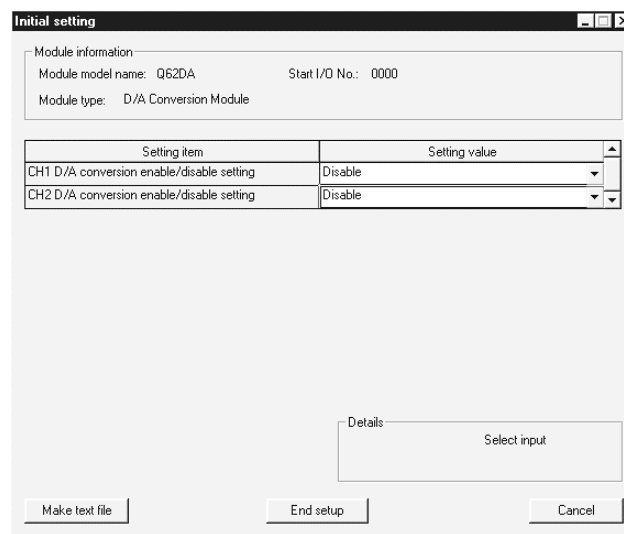 Initial setting
Module information
Module model name: Q62DA Start I/O No.: 0000
Module type: D/A Conversion Module
Setting item Setting value
CH1 D/A conversion enable/disable setting Disable
CH2 D/A conversion enable/disable setting Disable
Details
Select input
Make text file End setup Cancel